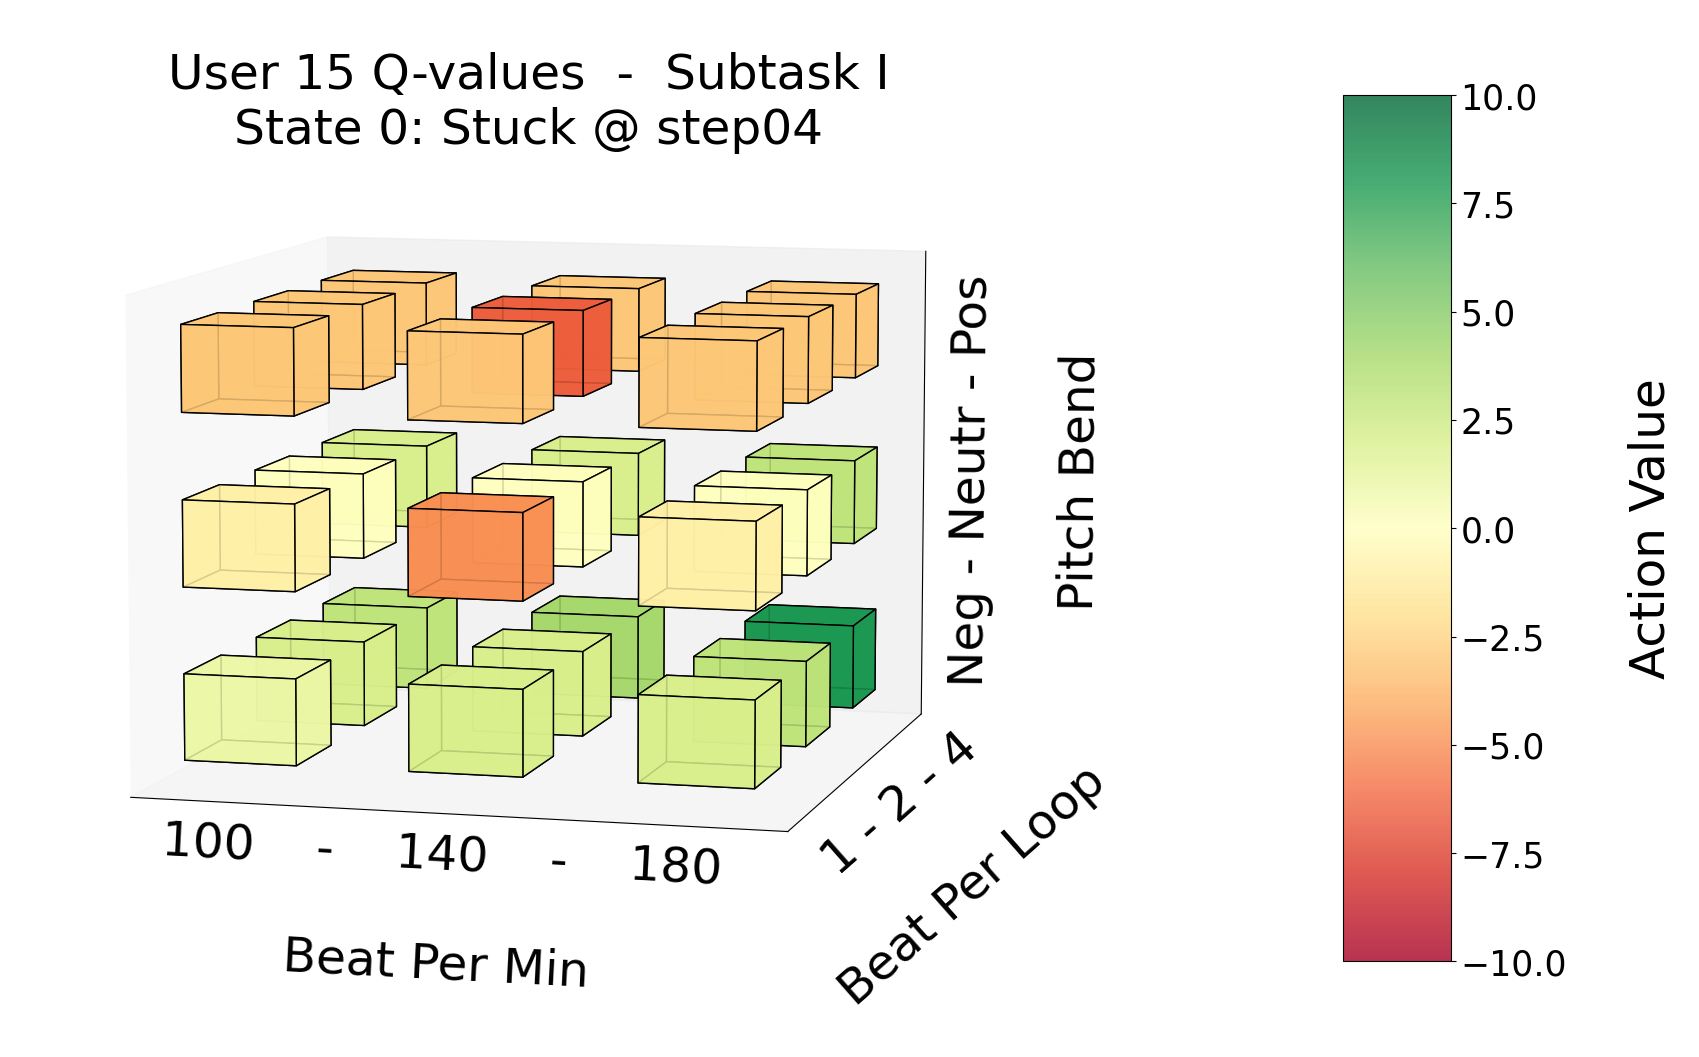 User 15 Q-values  -  Subtask I
State 0: Stuck @ step04
Neg - Neutr - Pos
Pitch Bend
1 - 2 - 4
Beat Per Loop
100    -    140    -    180
Beat Per Min
10.0
7.5
5.0
2.5
0.0
−2.5
−5.0
−7.5
−10.0
Action Value